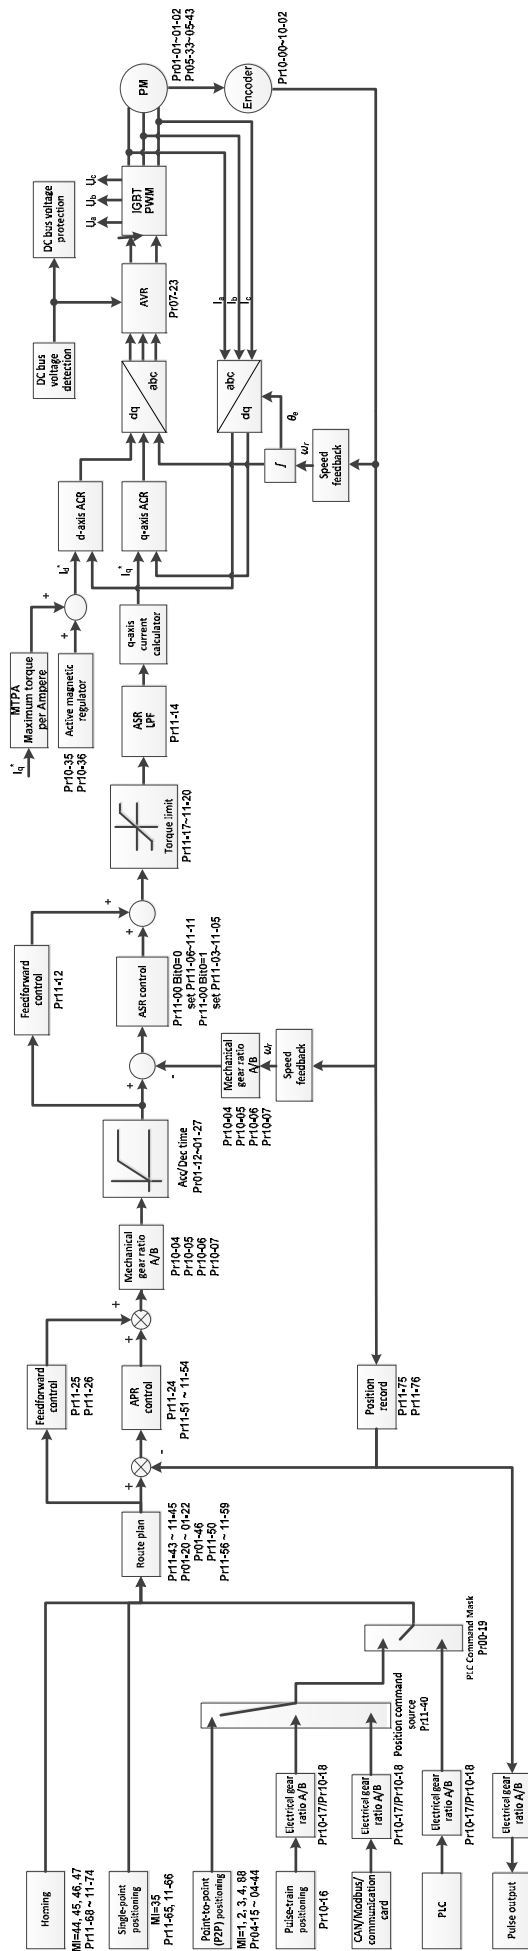 Homing
MI=44, 45, 46, 47
Pr11-68 ~ 11-74
Single-point
positioning
MI=35
Pr11-65, 11-66
Point-to-point
(P2P) positioning
MI=1, 2, 3, 4, 88
Pr04-15 ~ 04-44
Pulse-train
positioning
Pr10-16
CAN/Modbus/
communication
card
PLC
Pulse output
Electrical gear
ratio A/B
Pr10-17/Pr10-18
Electrical gear
ratio A/B
Pr10-17/Pr10-18
Electrical gear
ratio A/B
Pr10-17/Pr10-18
Electrical gear
ratio A/B
Position command
source
Pr11-40
PLC Command Mask
Pr00-19
Route plan
Pr11-43 ~ 11-45
Pr01-20 ~ 01-22
Pr01-46
Pr11-50
Pr11-56 ~ 11-59
+
-
Feedforward
control
Pr11-25
Pr11-26
APR
control
Pr11-24
Pr11-51 ~ 11-54
+
+
Position
record
Pr11-75
Pr11-76
Mechanical
gear ratio
A/B
Pr10-04
Pr10-05
Pr10-06
Pr10-07
Acc/Dec time
Pr01-12~01-27
+
-
Mechanical
gear ratio
A/B
Pr10-04
Pr10-05
Pr10-06
Pr10-07
ωr
Speed
feedback
Feedforward
control
Pr11-12
ASR control
Pr11-00 Bit0=0
set Pr11-06~11-11
Pr11-00 Bit0=1
set Pr11-03~11-05
+
+
Torque limit
Pr11-17~11-20
ASR
LPF
Pr11-14
q-axis
current
calculator
Iq*
MTPA
Maximum torque
per Ampere
Active magnetic
regulator
Pr10-35
Pr10-36
+
+
Id*
Iq*
d-axis ACR
q-axis ACR
dq
abc
abc
dq
θe
∫
ωr
Speed
feedback
Ia
Ib
Ic
DC bus
voltage
detection
DC bus voltage
protection
AVR
Pr07-23
IGBT
PWM
Ua
Ub
Uc
PM
Pr01-01~01-02
Pr05-33~05-43
Encoder
Pr10-00~10-02